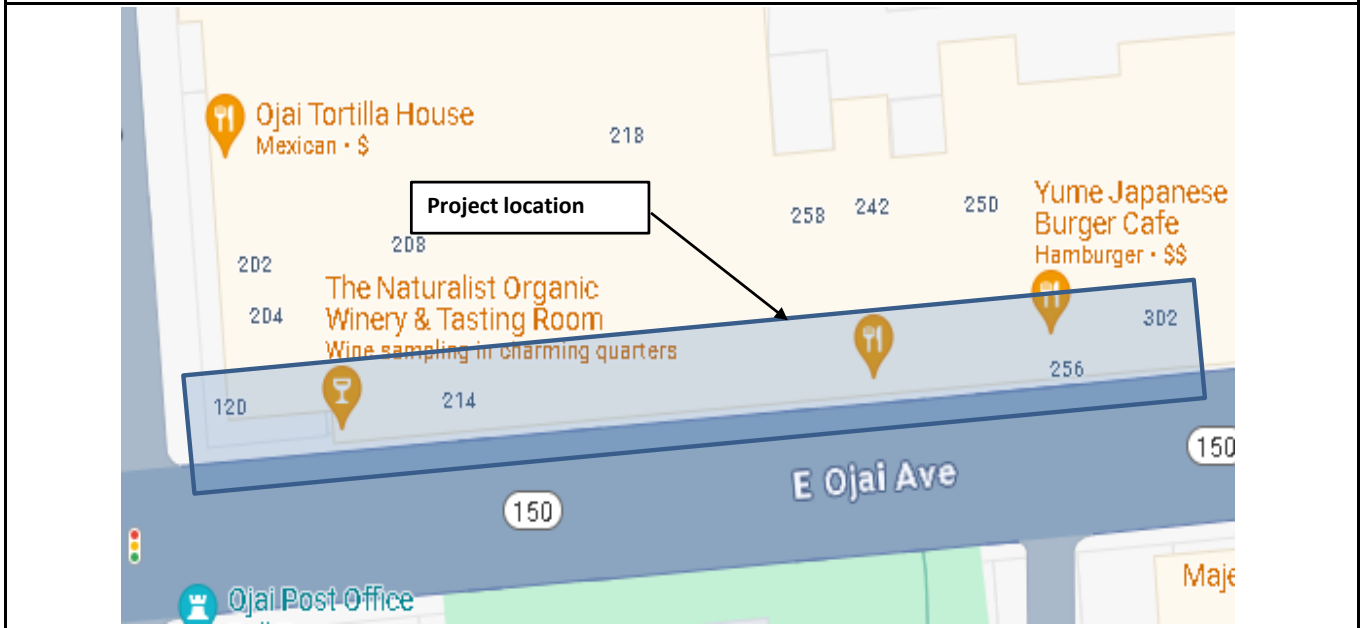 Ojai Tortilla House
Mexican · $
218
Project location
258
242
250
Yume Japanese
Burger Cafe
Hamburger · $$
208
202
204
The Naturalist Organic
Winery & Tasting Room
Wine sampling in charming quarters
302
256
120
214
150
E Ojai Ave
150
Ojai Post Office
Maje